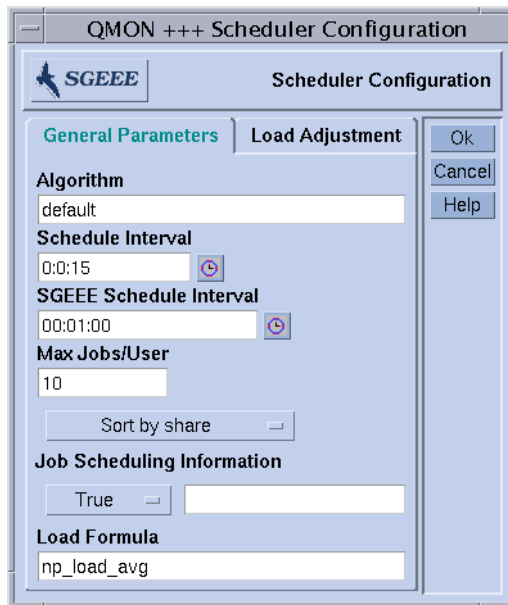 QMON +++ Scheduler Configuration
SGEEE
Scheduler Configuration
General Parameters
Load Adjustment
Ok
Cancel
Help
Algorithm
default
Schedule Interval
0:0:15
SGEEE Schedule Interval
00:01:00
Max Jobs/User
10
Sort by share
Job Scheduling Information
True
Load Formula
np_load_avg